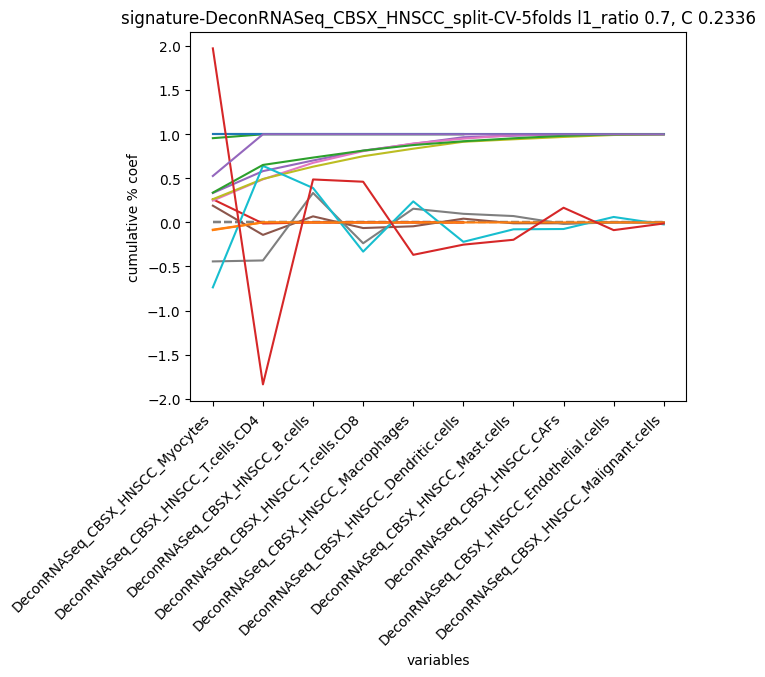 signature-DeconRNASeq_CBSX_HNSCC_split-CV-5folds l1_ratio 0.7, C 0.2336
cumulative % coef
2.0
1.5
1.0
0.5
0.0
−0.5
−1.0
−1.5
−2.0
DeconRNASeq_CBSX_HNSCC_Myocytes
DeconRNASeq_CBSX_HNSCC_T.cells.CD4
DeconRNASeq_CBSX_HNSCC_B.cells
DeconRNASeq_CBSX_HNSCC_T.cells.CD8
DeconRNASeq_CBSX_HNSCC_Macrophages
DeconRNASeq_CBSX_HNSCC_Dendritic.cells
DeconRNASeq_CBSX_HNSCC_Mast.cells
DeconRNASeq_CBSX_HNSCC_CAFs
DeconRNASeq_CBSX_HNSCC_Endothelial.cells
DeconRNASeq_CBSX_HNSCC_Malignant.cells
variables